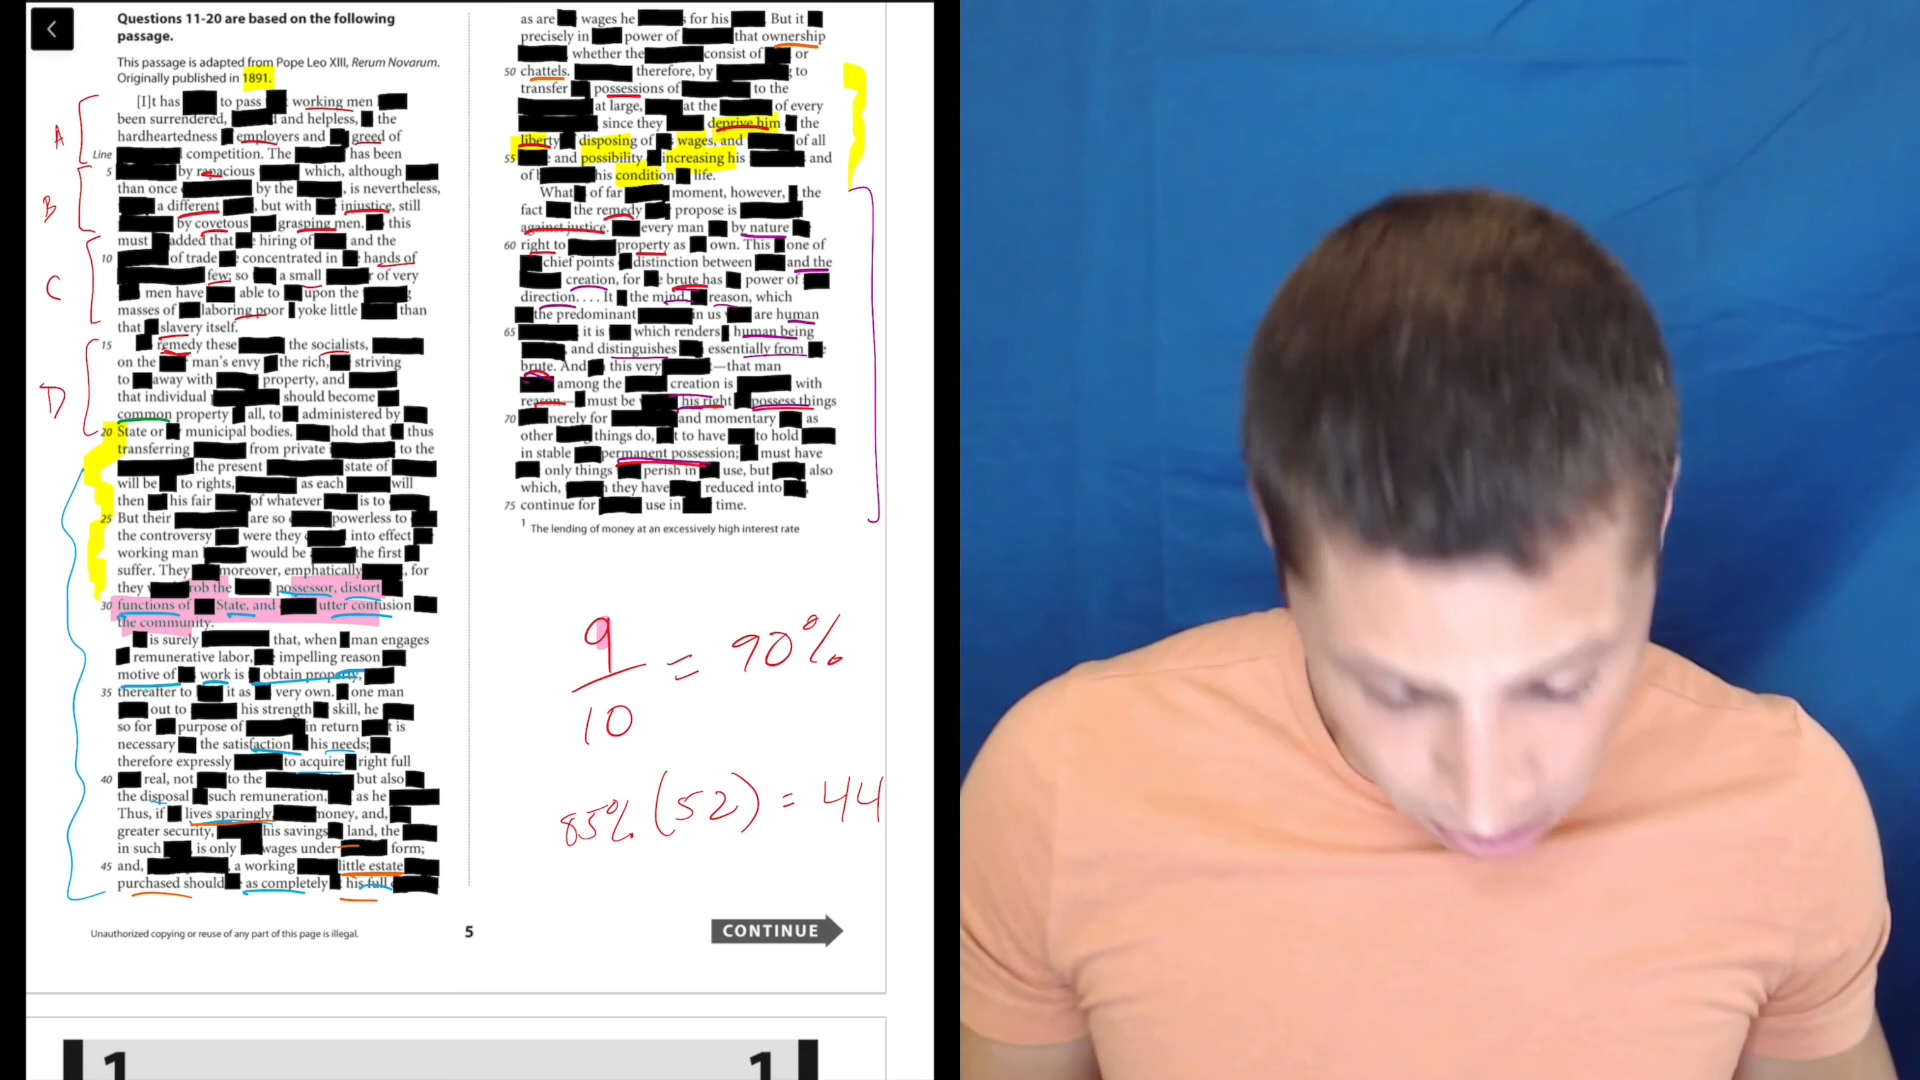 Questions 11-20 are based on the following
passage.
This passage is adapted from Pope Leo XIII, Rerum Novarum.
Originally published in 1891.
[I]t has to pass working men
been surrendered, and helpless, the
hardheartedness employers and greed of
Line competition. The has been
5 by rapacious which, although
than once by the , is nevertheless,
a different , but with injustice, still
by covetous grasping men. this
must added that hiring of and the
10 of trade concentrated in hands of
few; so a small of very
men have able to upon the
masses of laboring poor yoke little than
that slavery itself.
15 remedy these the socialists,
on the man's envy the rich, striving
to away with property, and
that individual should become
common property all, to administered by
20 State or municipal bodies. hold that thus
transferring from private to the
the present state of
will be to rights, as each will
then his fair of whatever is to
25 But their are so powerless to
the controversy were they into effect
working man would be the first
suffer. They moreover, emphatically , for
they rob the possessor, distort
30 functions of State, and utter confusion
the community.
is surely that, when man engages
remunerative labor, impelling reason
motive of work is obtain property,
35 thereafter to it as very own. one man
out to his strength skill, he
so for purpose of in return is
necessary the satisfaction his needs;
therefore expressly to acquire right full
40 real, not to the but also
the disposal such remuneration, as he
Thus, if lives sparingly, money, and,
greater security, his savings land, the
in such , is only wages under form;
45 and, , a working little estate
purchased should as completely his full
as are wages he for his . But it
precisely in power of that ownership
whether the consist of or
50 chattels. therefore, by to
transfer possessions of to the
at large, at the of every
since they deprive him the
liberty disposing of wages, and of all
55 and possibility increasing his and
of his condition life.
What of far moment, however, the
fact the remedy propose is
against justice. every man by nature
60 right to property as own. This one of
chief points distinction between and the
creation, for brute has power of
direction. . . . It the mind, reason, which
the predominant in us are human
65 it is which renders human being
, and distinguishes essentially from
brute. And this very —that man
among the creation is with
reason— must be his right possess things
70 merely for and momentary as
other things do, to have to hold
in stable permanent possession; must have
only things perish in use, but also
which, they have reduced into ,
75 continue for use in time.
1 The lending of money at an excessively high interest rate
A
B
C
D
9
10
= 90%
85% (52) = 44
Unauthorized copying or reuse of any part of this page is illegal.
5
CONTINUE
1 1